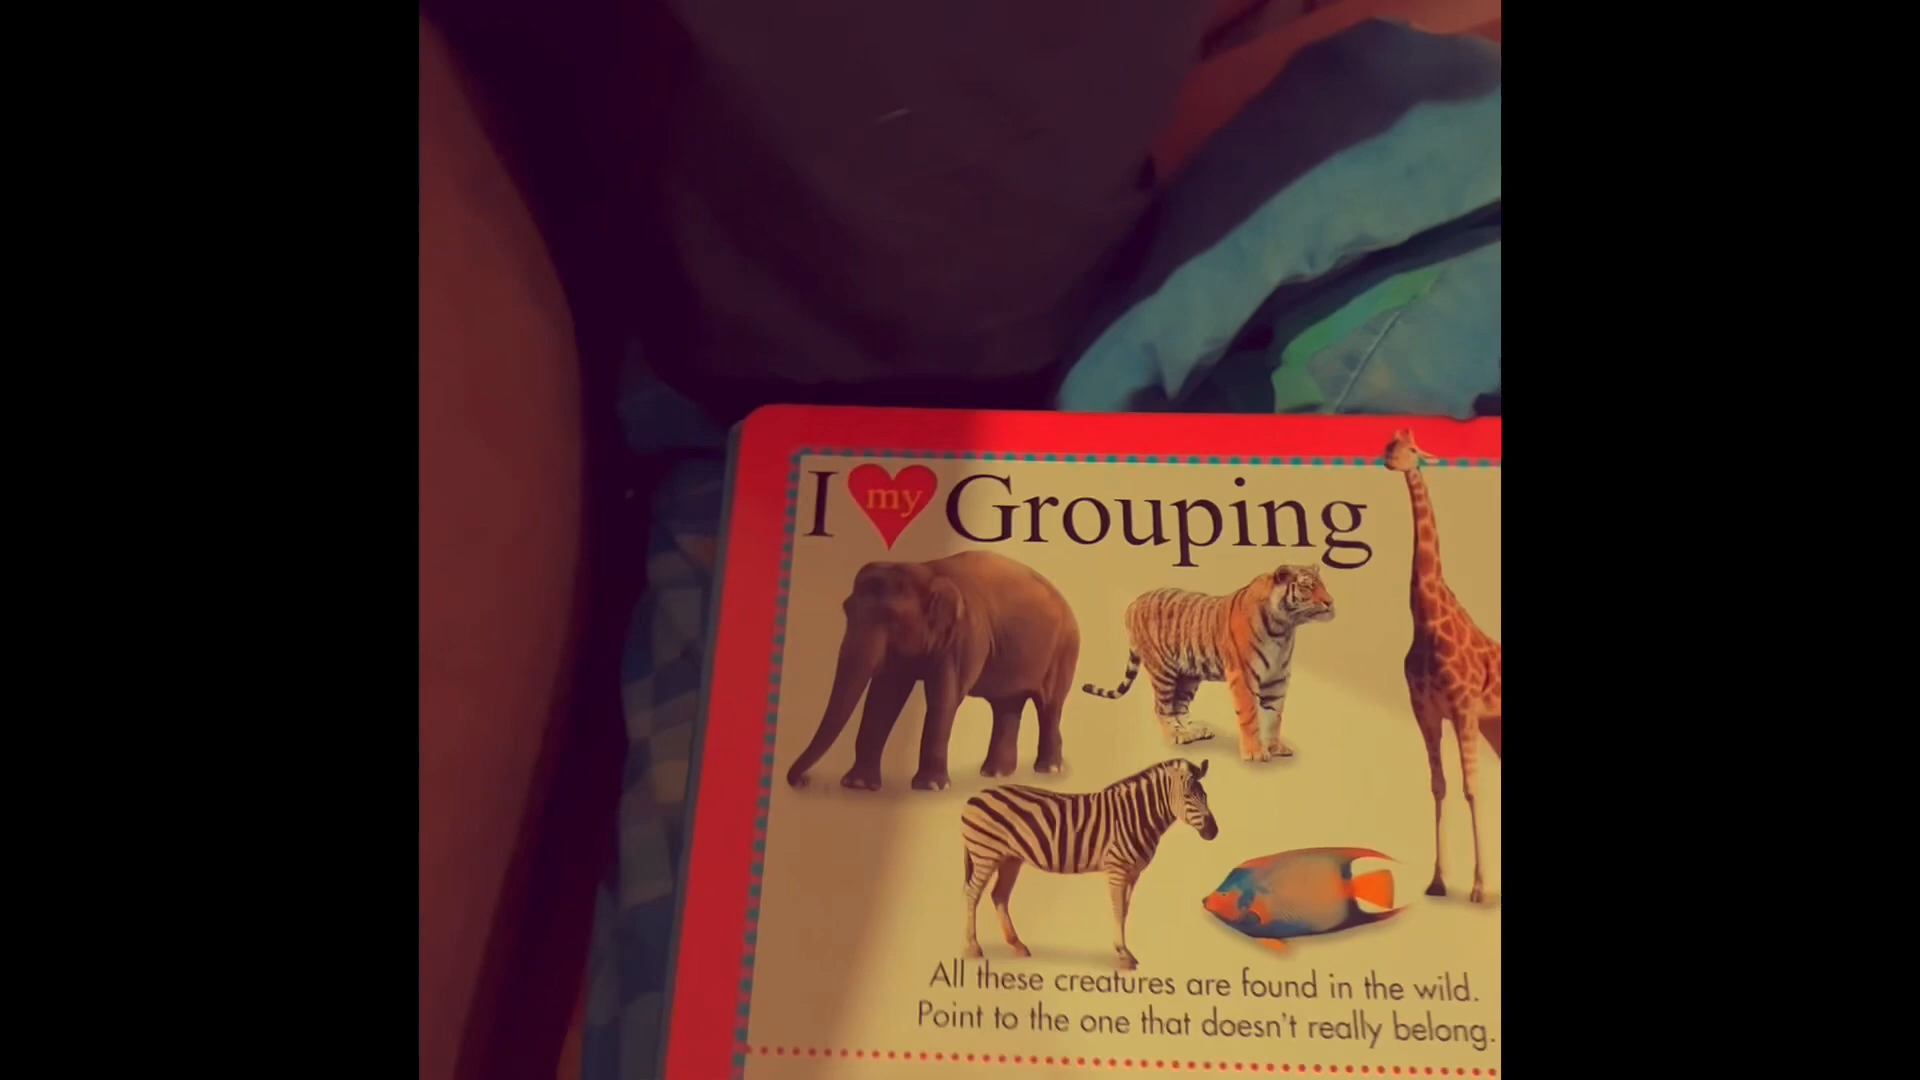 I my Grouping
All these creatures are found in the wild.
Point to the one that doesn't really belong.